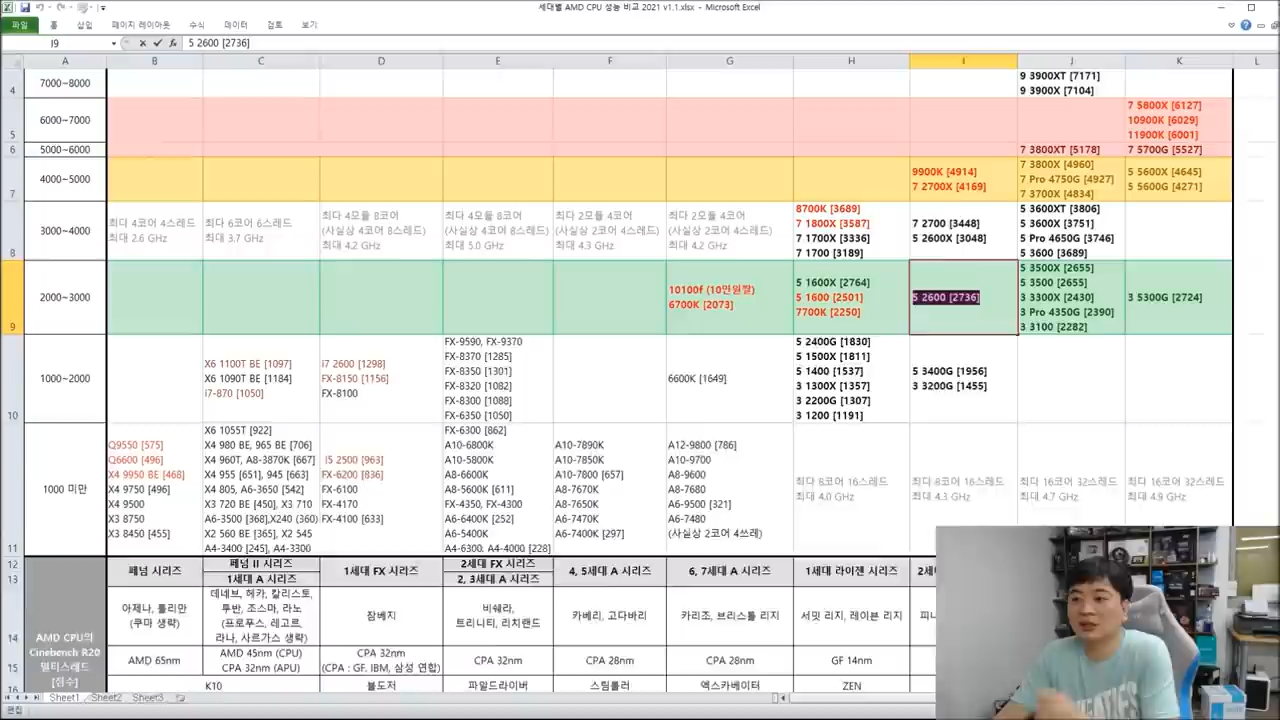 세대별 AMD CPU 성능 비교 2021 v1.1.xlsx - Microsoft Excel
파일 홈 삽입 페이지 레이아웃 수식 데이터 검토 보기
I9 fx 5 2600 [2736]
A B C D E F G H I J K L
4
7000~8000
9 3900XT [7171]
9 3900X [7104]
5
6000~7000
7 5800X [6127]
10900K [6029]
11900K [6001]
6
5000~6000
7 3800XT [5178]
7 5700G [5527]
7
4000~5000
9900K [4914]
7 2700X [4169]
7 3800X [4960]
7 Pro 4750G [4927]
7 3700X [4834]
5 5600X [4645]
5 5600G [4271]
8
3000~4000
최다 4코어 4스레드
최대 2.6 GHz
최다 6코어 6스레드
최대 3.7 GHz
최다 4모듈 8코어
(사실상 4코어 8스레드)
최대 4.2 GHz
최다 4모듈 8코어
(사실상 4코어 8스레드)
최대 5.0 GHz
최다 2모듈 4코어
(사실상 2코어 4스레드)
최대 4.3 GHz
최다 2모듈 4코어
(사실상 2코어 4스레드)
최대 4.2 GHz
8700K [3689]
7 1800X [3587]
7 1700X [3336]
7 1700 [3189]
7 2700 [3448]
5 2600X [3048]
5 3600XT [3806]
5 3600X [3751]
5 Pro 4650G [3746]
5 3600 [3689]
9
2000~3000
10100f (10만원짤)
6700K [2073]
5 1600X [2764]
5 1600 [2501]
7700K [2250]
5 2600 [2736]
5 3500X [2655]
5 3500 [2655]
3 3300X [2430]
3 Pro 4350G [2390]
3 3100 [2282]
3 5300G [2724]
10
1000~2000
X6 1100T BE [1097]
X6 1090T BE [1184]
i7-870 [1050]
i7 2600 [1298]
FX-8150 [1156]
FX-8100
FX-9590, FX-9370
FX-8370 [1285]
FX-8350 [1301]
FX-8320 [1082]
FX-8300 [1088]
FX-6350 [1050]
6600K [1649]
5 2400G [1830]
5 1500X [1811]
5 1400 [1537]
3 1300X [1357]
3 2200G [1307]
3 1200 [1191]
5 3400G [1956]
3 3200G [1455]
11
1000 미만
Q9550 [575]
Q6600 [496]
X4 9950 BE [468]
X4 9750 [496]
X4 9500
X3 8750
X3 8450 [455]
X6 1055T [922]
X4 980 BE, 965 BE [706]
X4 960T, A8-3870K [667]
X4 955 [651], 945 [663]
X4 805, A6-3650 [542]
X3 720 BE [450], X3 710
A6-3500 [368],X240 (360)
X2 560 BE [365], X2 545
A4-3400 [245], A4-3300
I5 2500 [963]
FX-6200 [836]
FX-6100
FX-4170
FX-4100 [633]
FX-6300 [862]
A10-6800K
A10-5800K
A8-6600K
A8-5600K [611]
FX-4350, FX-4300
A6-6400K [252]
A6-5400K
A4-6300, A4-4000 [228]
A10-7890K
A10-7850K
A10-7800 [657]
A8-7670K
A8-7650K
A6-7470K
A6-7400K [297]
A12-9800 [786]
A10-9700
A8-9600
A8-7680
A6-9500 [321]
A6-7480
(사실상 2코어 4쓰레)
최다 8코어 16스레드
최대 4.0 GHz
최다 8코어 16스레드
최대 4.3 GHz
최다 16코어 32스레드
최대 4.7 GHz
최다 16코어 32스레드
최대 4.9 GHz
12
13
페넘 시리즈
페넘 II 시리즈
1세대 A 시리즈
1세대 FX 시리즈
2세대 FX 시리즈
2, 3세대 A 시리즈
4, 5세대 A 시리즈
6, 7세대 A 시리즈
1세대 라이젠 시리즈
14
AMD CPU의
Cinebench R20
멀티스레드
[점수]
아제나, 톨리만
(쿠마 생략)
데네브, 허카, 칼리스토,
투반, 조스마, 라노
(프로푸스, 레고르,
라나, 사르가스 생략)
잠베지
비쉐라,
트리니티, 리치랜드
카베리, 고다바리
카리조, 브리스톨 리지
서밋 리지, 레이븐 리지
15
AMD 65nm
AMD 45nm (CPU)
CPA 32nm (APU)
CPA 32nm
(CPA : GF, IBM, 삼성 연합)
CPA 32nm
CPA 28nm
CPA 28nm
GF 14nm
16
K10
불도저
파일드라이버
스팀롤러
엑스카베이터
ZEN
Sheet1 Sheet2 Sheet3